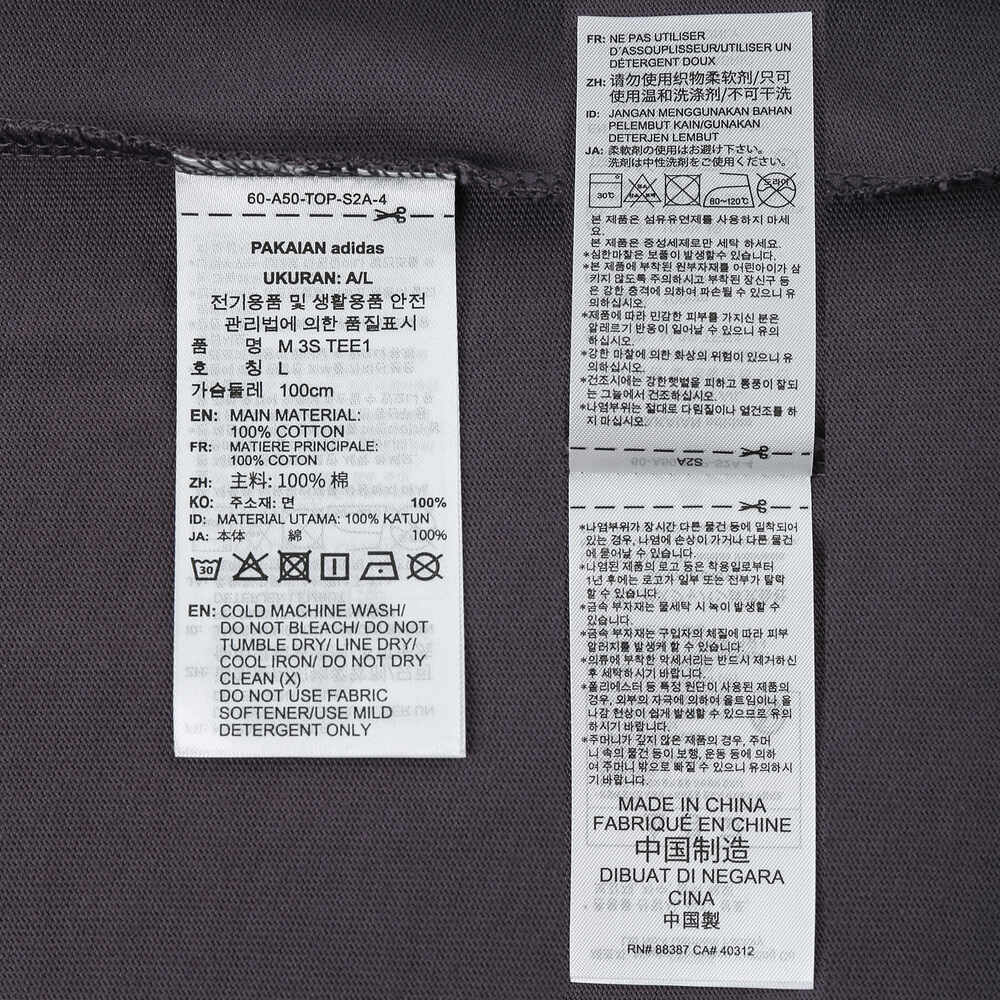 60-A50-TOP-S2A-4
PAKAIAN adidas
UKURAN: A/L
전기용품 및 생활용품 안전
관리법에 의한 품질표시
품 명 M 3S TEE1
호 칭 L
가슴둘레 100cm
EN: MAIN MATERIAL:
100% COTTON
FR: MATIERE PRINCIPALE:
100% COTON
ZH: 主料: 100% 棉
KO: 주소재: 면 100%
ID: MATERIAL UTAMA: 100% KATUN
JA: 本体 綿 100%
30
EN: COLD MACHINE WASH/
DO NOT BLEACH/ DO NOT
TUMBLE DRY/ LINE DRY/
COOL IRON/ DO NOT DRY
CLEAN (X)
DO NOT USE FABRIC
SOFTENER/USE MILD
DETERGENT ONLY
FR: NE PAS UTILISER
D'ASSOUPLISSEUR/UTILISER UN
DÉTERGENT DOUX
ZH: 请勿使用织物柔软剂/只可
使用温和洗涤剂/不可干洗
ID: JANGAN MENGGUNAKAN BAHAN
PELEMBUT KAIN/GUNAKAN
DETERJEN LEMBUT
JA: 柔軟剤の使用はお避け下さい。
洗剤は中性洗剤をご使用ください。
30℃ 80~120℃ 드라이
본 제품은 섬유유연제를 사용하지 마세
요.
본 제품은 중성세제로만 세탁 하세요.
*심한마찰은 보풀이 발생할수 있습니다.
*본 제품에 부착된 원부자재를 어린아이가 삼
키지 않도록 주의하시고 부착된 장신구 등
은 강한 충격에 의하여 파손될 수 있으니 유
의하십시오.
*제품에 따라 민감한 피부를 가지신 분은
알레르기 반응이 일어날 수 있으니 유의
하십시오.
*강한 마찰에 의한 화상의 위험이 있으니 유
의하십시오.
*건조시에는 강한햇볕을 피하고 통풍이 잘되
는 그늘에서 건조하십시오.
*나염부위는 절대로 다림질이나 열건조를 하
지 마십시오.
S2A
*나염부위가 장시간 다른 물건 등에 밀착되어
있는 경우, 나염에 손상이 가거나 다른 물건
에 묻어날 수 있습니다.
*나염된 제품의 로고 등은 착용일로부터
1년 후에는 로고가 일부 또는 전부가 탈락
할 수 있습니다.
*금속 부자재는 물세탁 시 녹이 발생할 수
있습니다.
*금속 부자재는 구입자의 체질에 따라 피부
알러지를 발생케 할 수 있습니다.
*의류에 부착한 악세서리는 반드시 제거하신
후 세탁하시기 바랍니다.
*폴리에스터 등 특정 원단이 사용된 제품의
경우, 외부의 자극에 의하여 올트임이나 올
나감 현상이 쉽게 발생할 수 있으므로 유의
하시기 바랍니다.
*주머니가 깊지 않은 제품의 경우, 주머
니 속의 물건 등이 보행, 운동 등에 의하
여 주머니 밖으로 빠질 수 있으니 유의하시
기 바랍니다.
MADE IN CHINA
FABRIQUÉ EN CHINE
中国制造
DIBUAT DI NEGARA
CINA
中国製
RN# 88387 CA# 40312